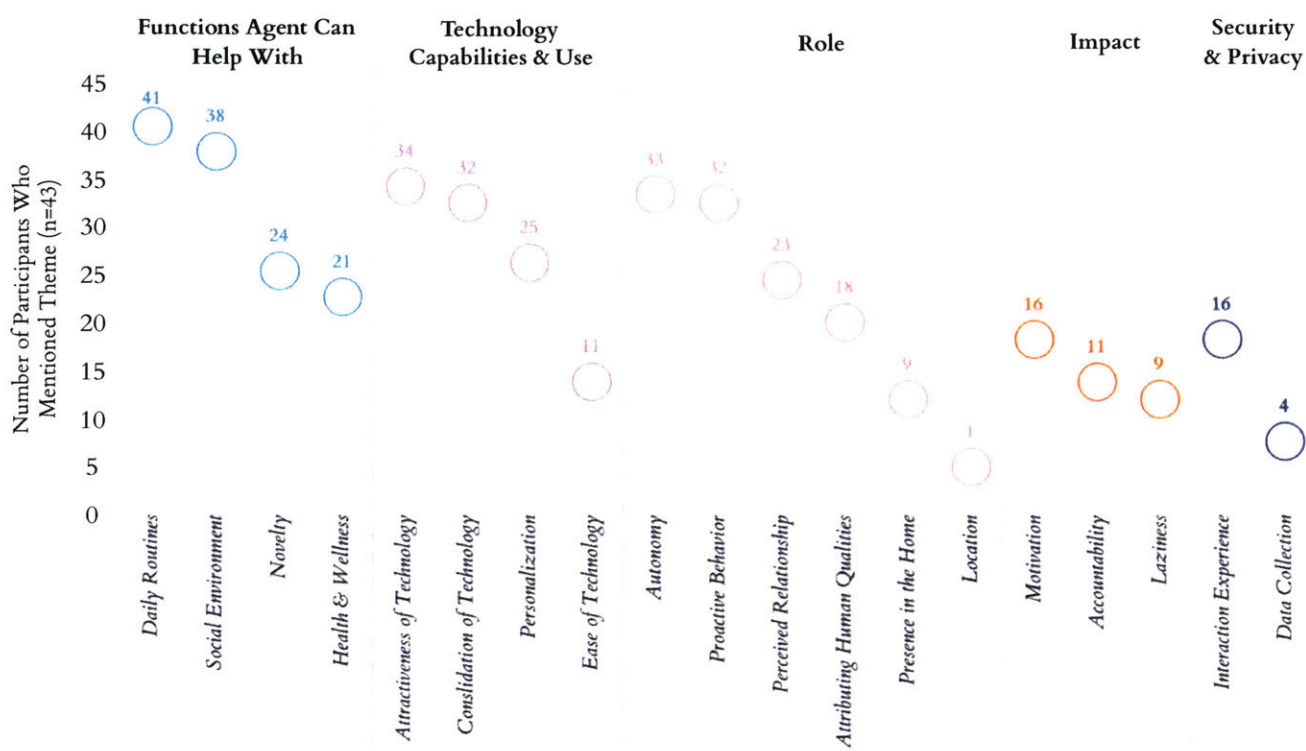 Functions Agent Can
Help With
Technology
Capabilities & Use
Role
Impact
Security
& Privacy
Number of Participants Who
Mentioned Theme (n=43)
45
40
35
30
25
20
15
10
5
0
41
38
24
21
34
32
25
11
33
32
23
18
9
1
16
11
9
16
4
Daily Routines
Social Environment
Novelty
Health & Wellness
Attractiveness of Technology
Conslidation of Technology
Personalization
Ease of Technology
Autonomy
Proactive Behavior
Perceived Relationship
Attributing Human Qualities
Presence in the Home
Location
Motivation
Accountability
Laziness
Interaction Experience
Data Collection